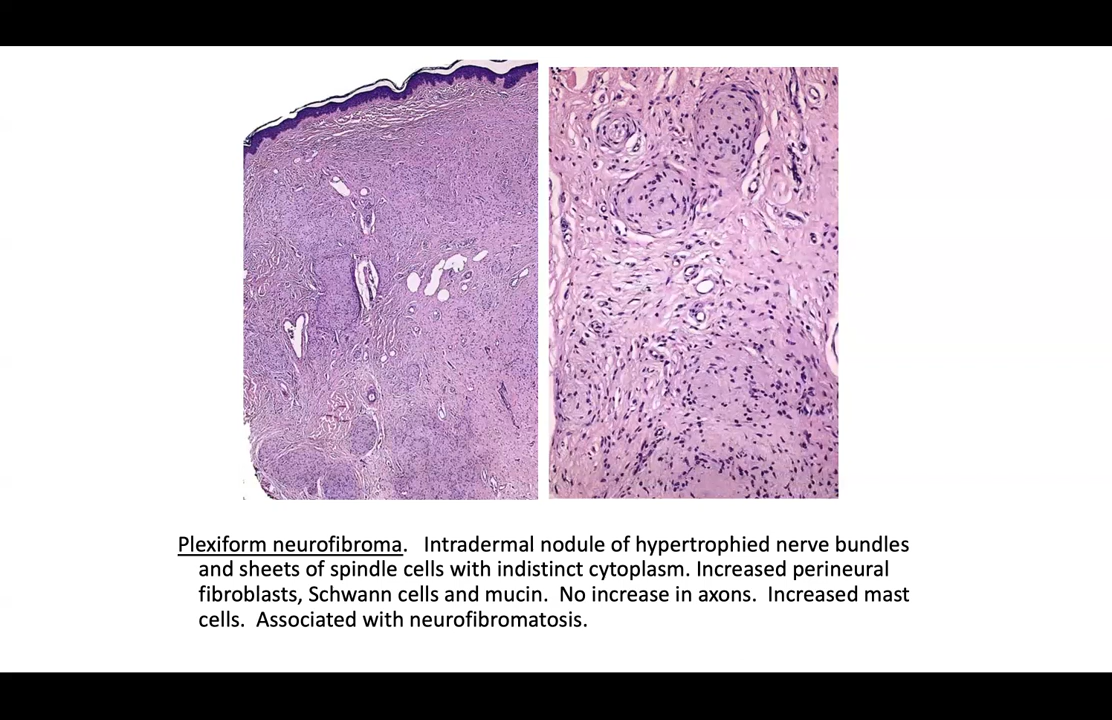 Plexiform neurofibroma. Intradermal nodule of hypertrophied nerve bundles
and sheets of spindle cells with indistinct cytoplasm. Increased perineural
fibroblasts, Schwann cells and mucin. No increase in axons. Increased mast
cells. Associated with neurofibromatosis.